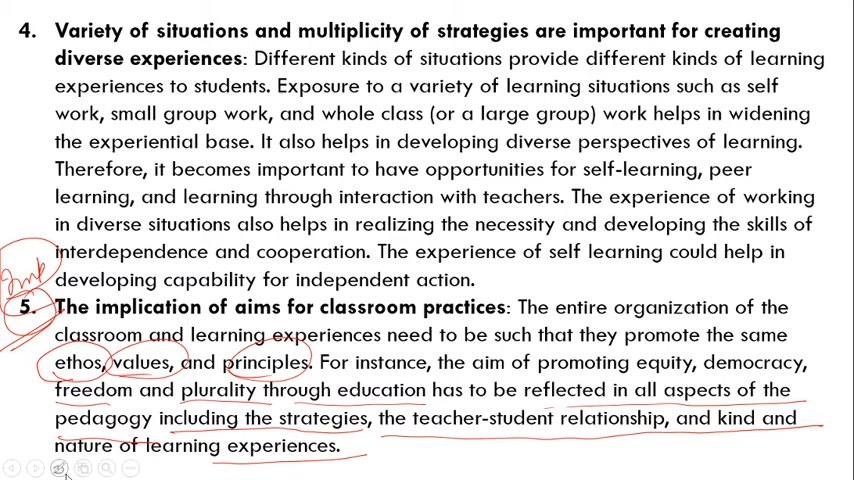 4. Variety of situations and multiplicity of strategies are important for creating
diverse experiences: Different kinds of situations provide different kinds of learning
experiences to students. Exposure to a variety of learning situations such as self
work, small group work, and whole class (or a large group) work helps in widening
the experiential base. It also helps in developing diverse perspectives of learning.
Therefore, it becomes important to have opportunities for self-learning, peer
learning, and learning through interaction with teachers. The experience of working
in diverse situations also helps in realizing the necessity and developing the skills of
interdependence and cooperation. The experience of self learning could help in
developing capability for independent action.
Imp
5. The implication of aims for classroom practices: The entire organization of the
classroom and learning experiences need to be such that they promote the same
ethos, values, and principles. For instance, the aim of promoting equity, democracy,
freedom and plurality through education has to be reflected in all aspects of the
pedagogy including the strategies, the teacher-student relationship, and kind and
nature of learning experiences.